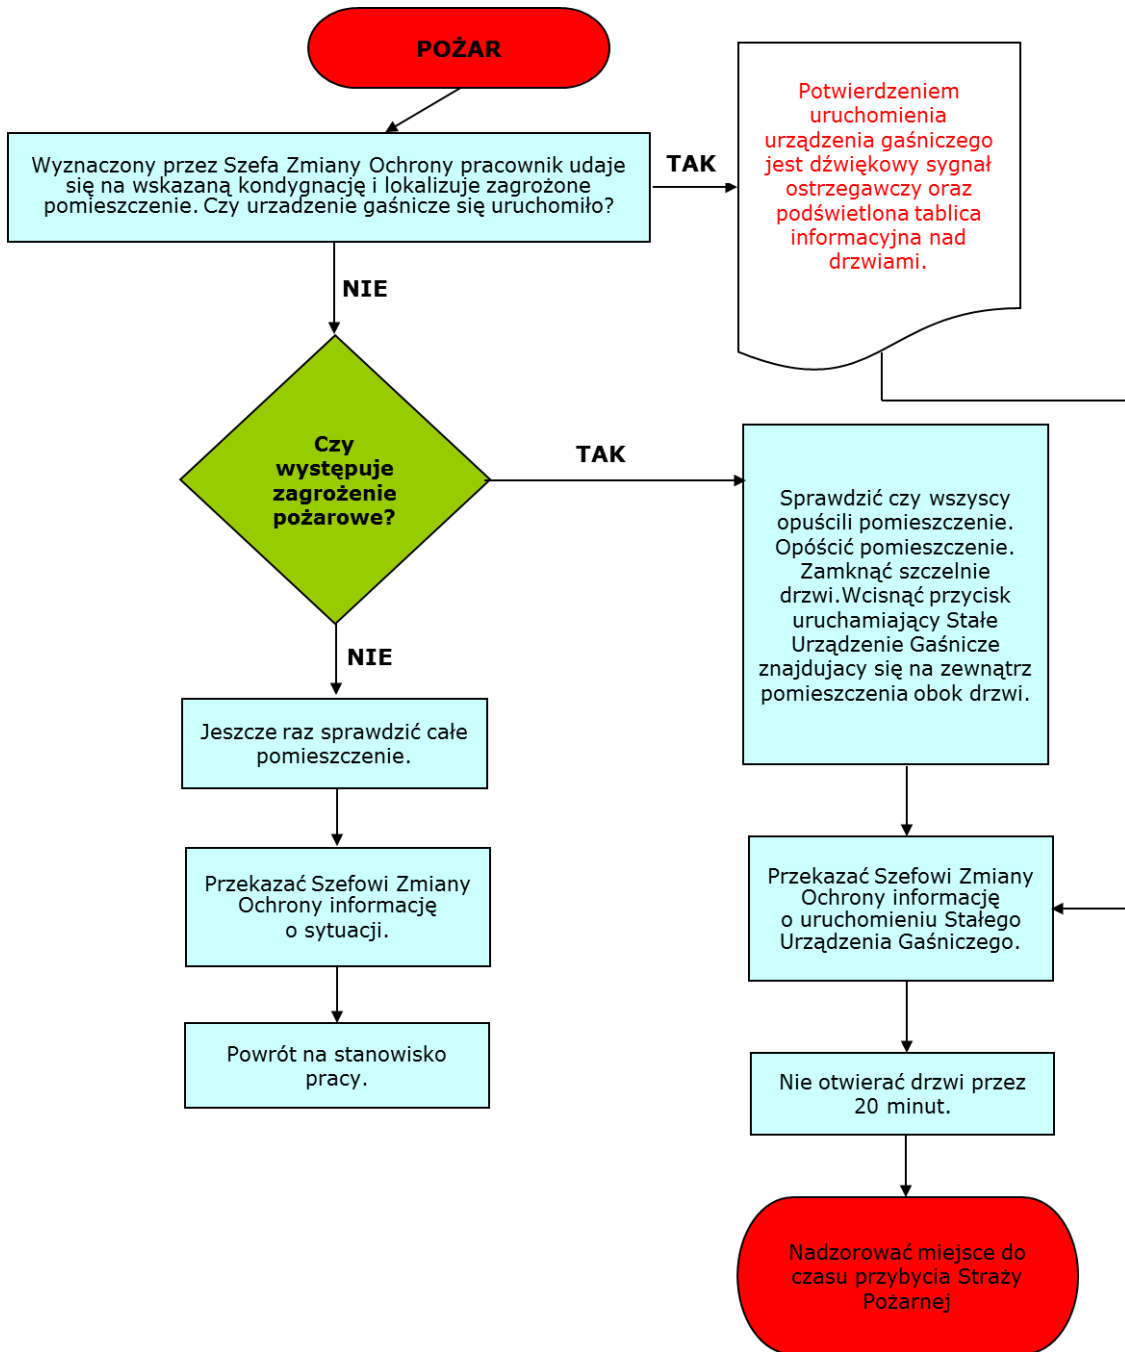 POŻAR
Wyznaczony przez Szefa Zmiany Ochrony pracownik udaje
się na wskazaną kondygnację i lokalizuje zagrożone
pomieszczenie. Czy urzadzenie gaśnicze się uruchomiło?
TAK
Potwierdzeniem
uruchomienia
urządzenia gaśniczego
jest dźwiękowy sygnał
ostrzegawczy oraz
podświetlona tablica
informacyjna nad
drzwiami.
NIE
Czy
występuje
zagrożenie
pożarowe?
TAK
Sprawdzić czy wszyscy
opuścili pomieszczenie.
Opóścić pomieszczenie.
Zamknąć szczelnie
drzwi.Wcisnąć przycisk
uruchamiający Stałe
Urządzenie Gaśnicze
znajdujacy się na zewnątrz
pomieszczenia obok drzwi.
NIE
Jeszcze raz sprawdzić całe
pomieszczenie.
Przekazać Szefowi Zmiany
Ochrony informację
o sytuacji.
Powrót na stanowisko
pracy.
Przekazać Szefowi Zmiany
Ochrony informację
o uruchomieniu Stałego
Urządzenia Gaśniczego.
Nie otwierać drzwi przez
20 minut.
Nadzorować miejsce do
czasu przybycia Straży
Pożarnej